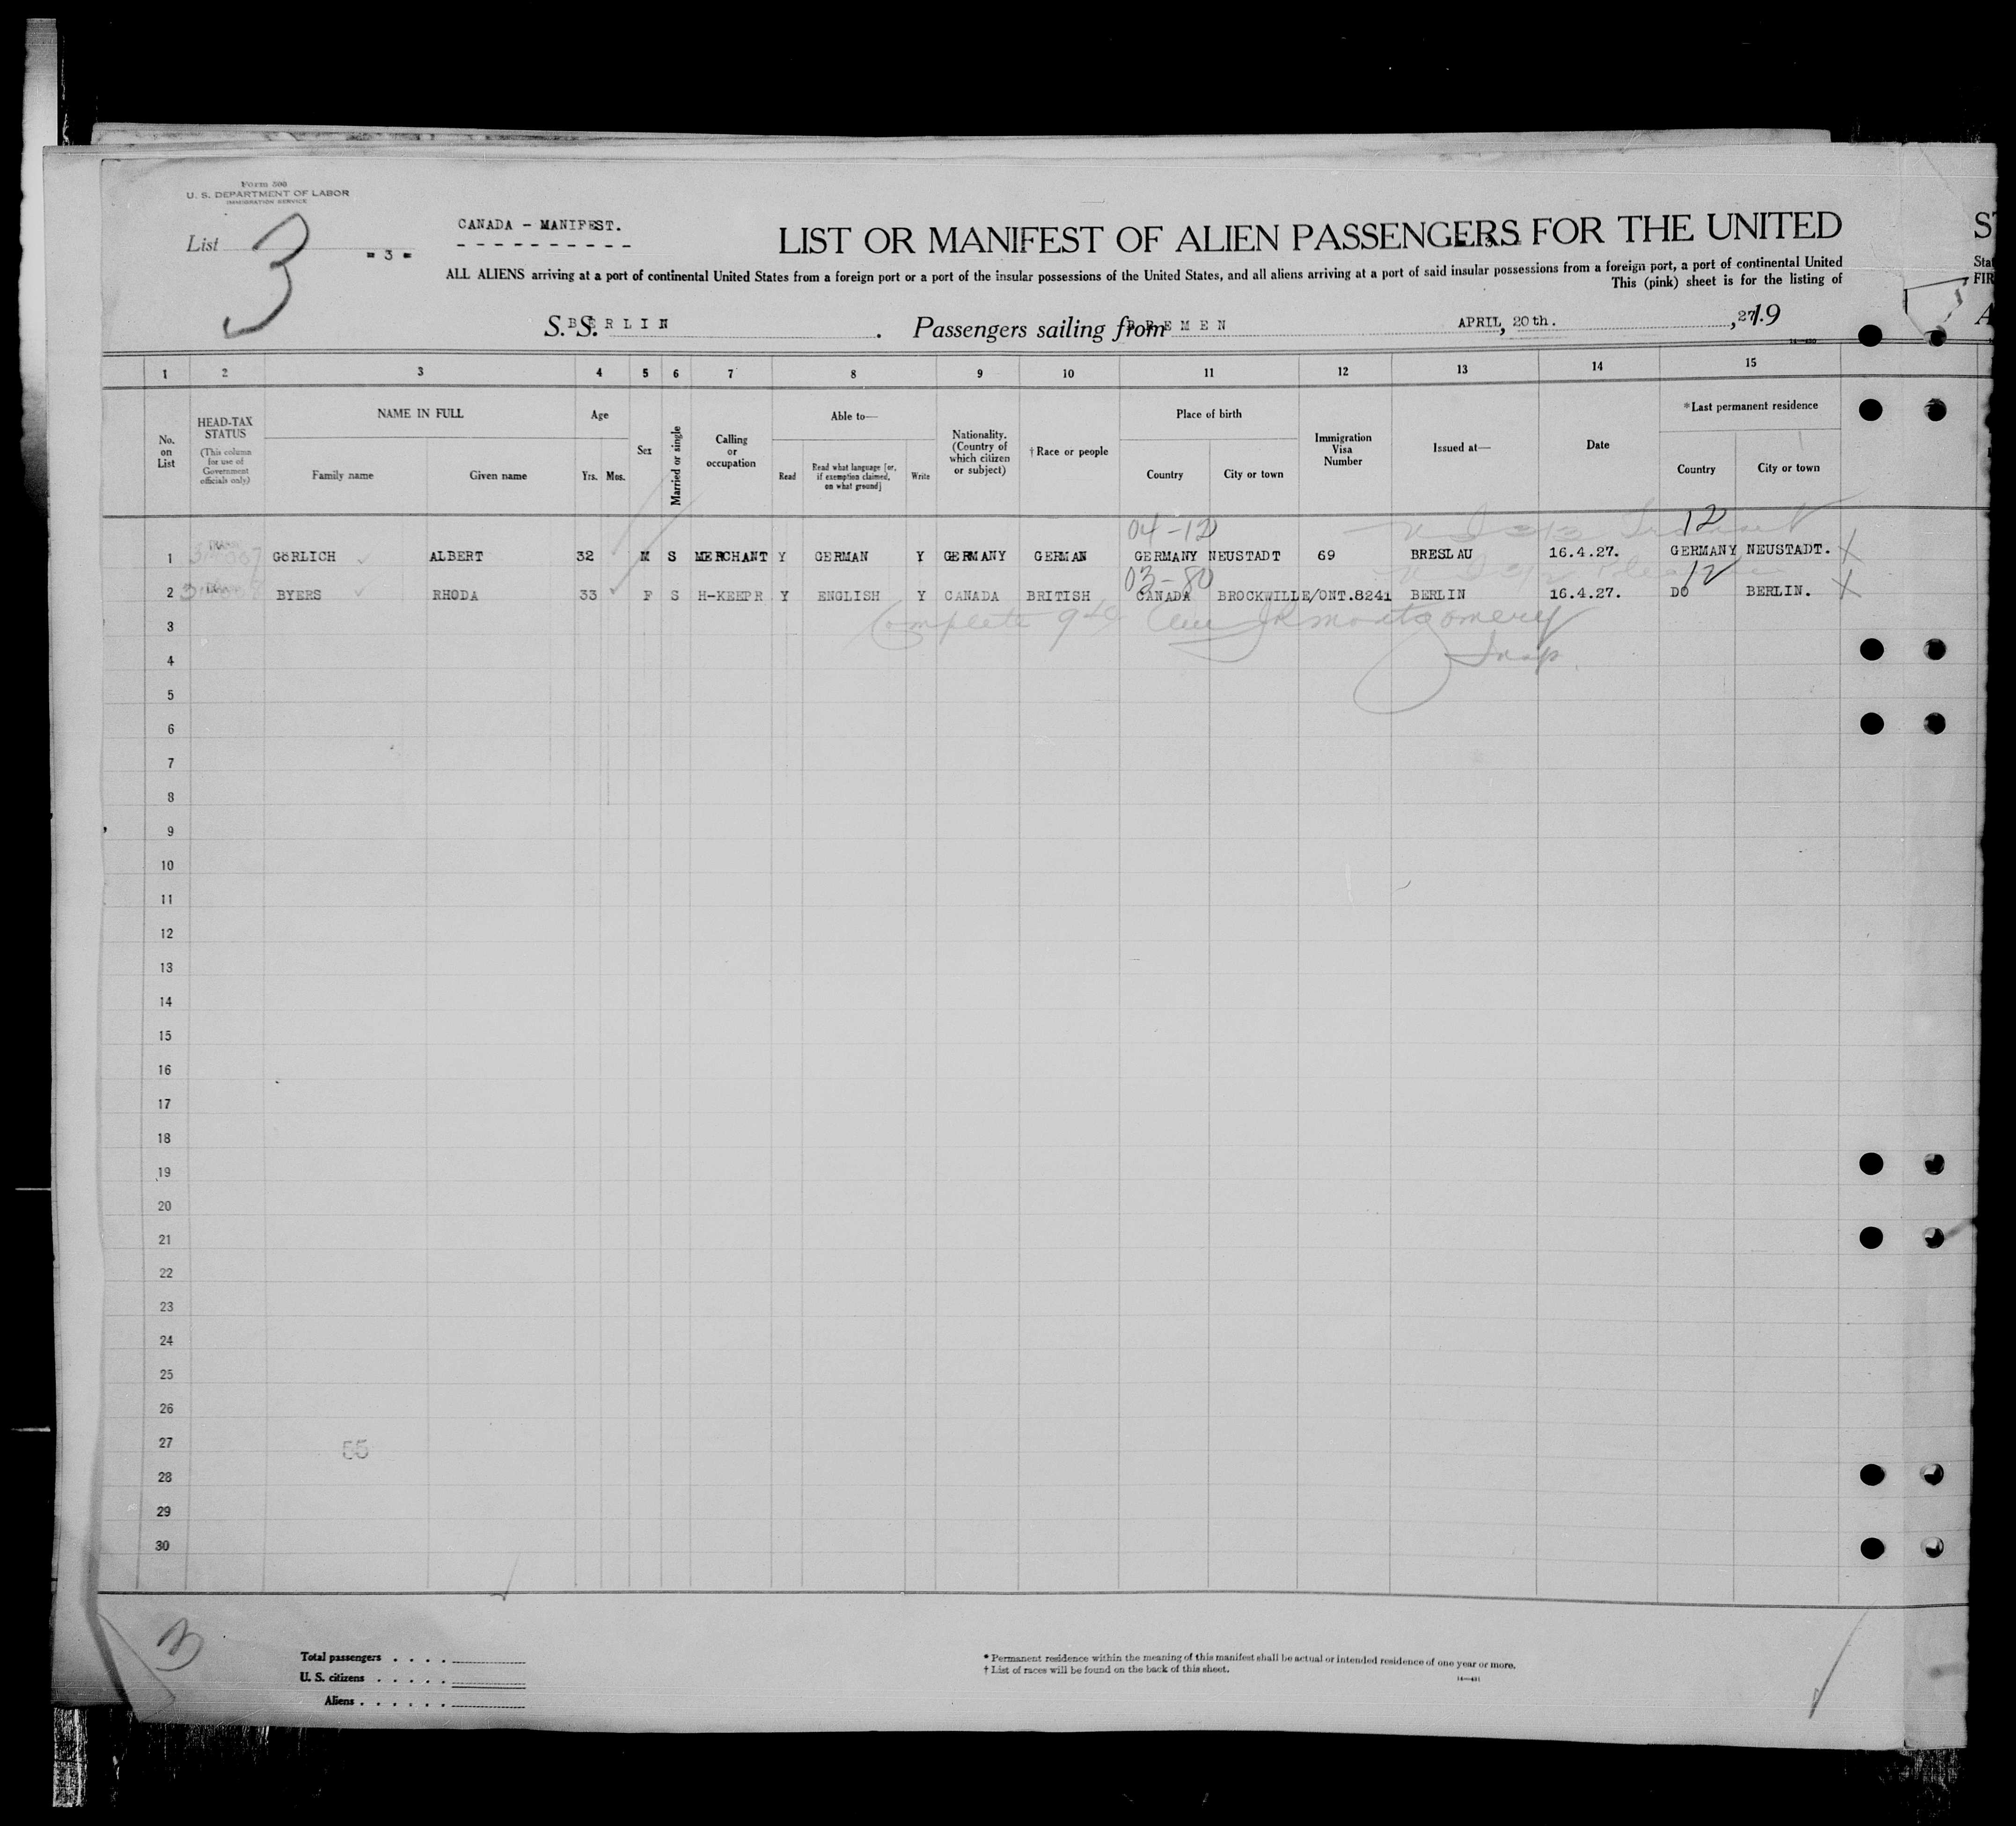 Form 500
U. S. DEPARTMENT OF LABOR
IMMIGRATION SERVICE
List 3
- 3 -
CANADA - MANIFEST.
LIST OR MANIFEST OF ALIEN PASSENGERS FOR THE UNITED
- 3 -
ALL ALIENS arriving at a port of continental United States from a foreign port or a port of the insular possessions of the United States, and all aliens arriving at a port of said insular possessions from a foreign port, a port of continental United
This (pink) sheet is for the listing of
S. S. BERLIN . Passengers sailing from BREMEN APRIL, 20th. , 27. 19
1 2 3 4 5 6 7 8 9 10 11 12 13 14 15
No. on List
HEAD-TAX STATUS
(This column for use of Government officials only)
NAME IN FULL
Family name Given name
Age
Yrs. Mos.
Sex
Married or single
Calling or occupation
Able to—
Read
Read what language [or, if exemption claimed, on what ground]
Write
Nationality. (Country of which citizen or subject)
†Race or people
Place of birth
Country City or town
Immigration Visa Number
Issued at—
Date
*Last permanent residence
Country City or town
04-12 12
1 GöRLICH ALBERT 32 M S MERCHANT Y GERMAN Y GERMANY GERMAN GERMANY NEUSTADT 69 BRESLAU 16.4.27. GERMANY NEUSTADT. X
03-80 12
2 BYERS RHODA 33 F S H-KEEPR Y ENGLISH Y CANADA BRITISH CANADA BROCKWILLE/ONT. 8241 BERLIN 16.4.27. DO BERLIN. X
3 Complete JR Montgomery
4 Insp.
5
6
7
8
9
10
11
12
13
14
15
16
17
18
19
20
21
22
23
24
25
26
27 55
28
29
30
3
Total passengers . . . .
U. S. citizens . . . . .
Aliens . . . . . .
* Permanent residence within the meaning of this manifest shall be actual or intended residence of one year or more.
† List of races will be found on the back of this sheet.
14—491